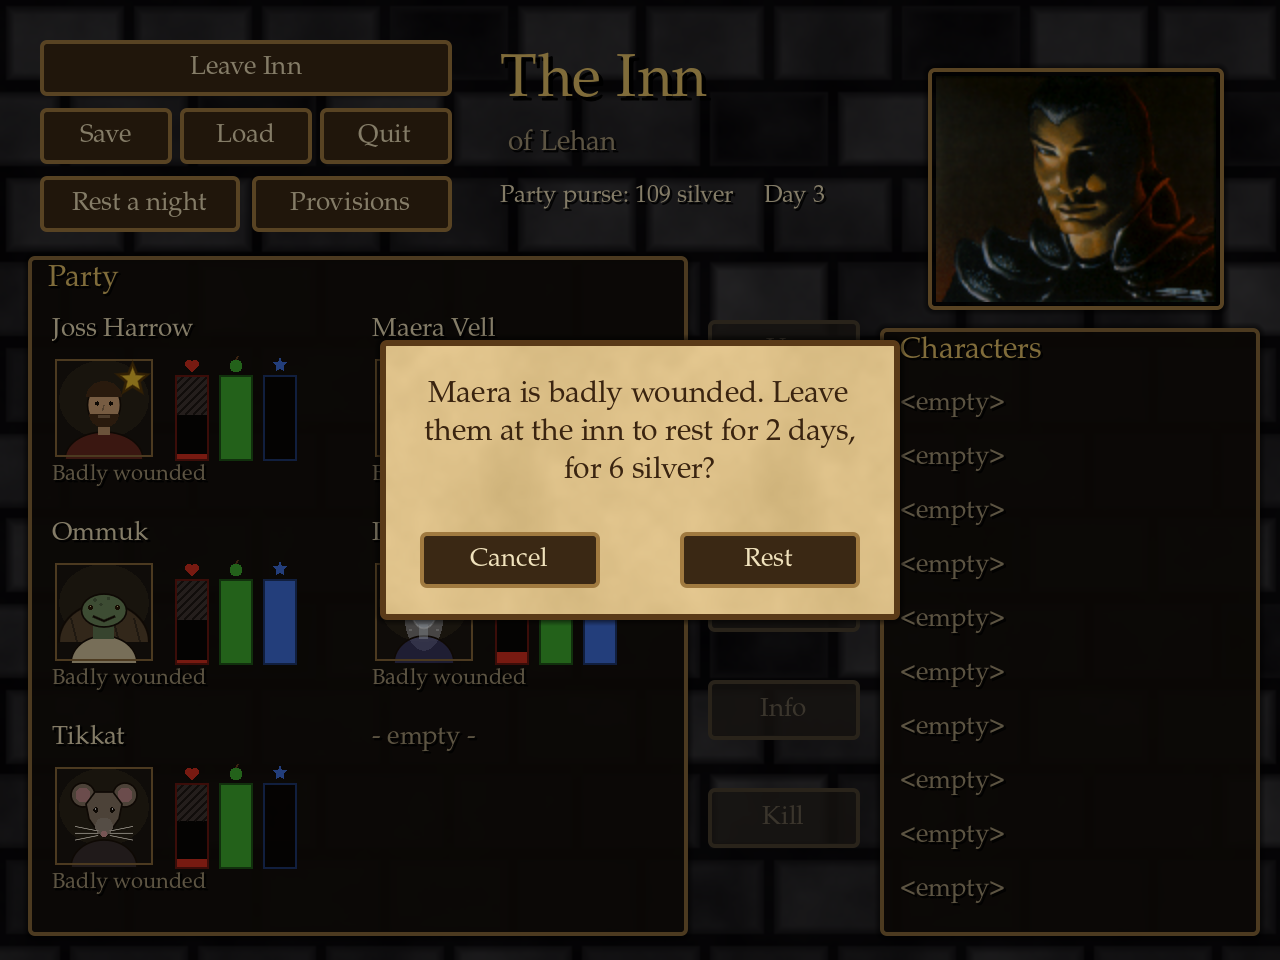 Leave Inn
Save
Load
Quit
Rest a night
Provisions
The Inn
of Lehan
Party purse: 109 silver
Day 3
Party
Joss Harrow
Badly wounded
Maera Vell
Ommuk
Badly wounded
Badly wounded
Tikkat
Badly wounded
- empty -
Maera is badly wounded. Leave
them at the inn to rest for 2 days,
for 6 silver?
Cancel
Rest
Info
Kill
Characters
<empty>
<empty>
<empty>
<empty>
<empty>
<empty>
<empty>
<empty>
<empty>
<empty>